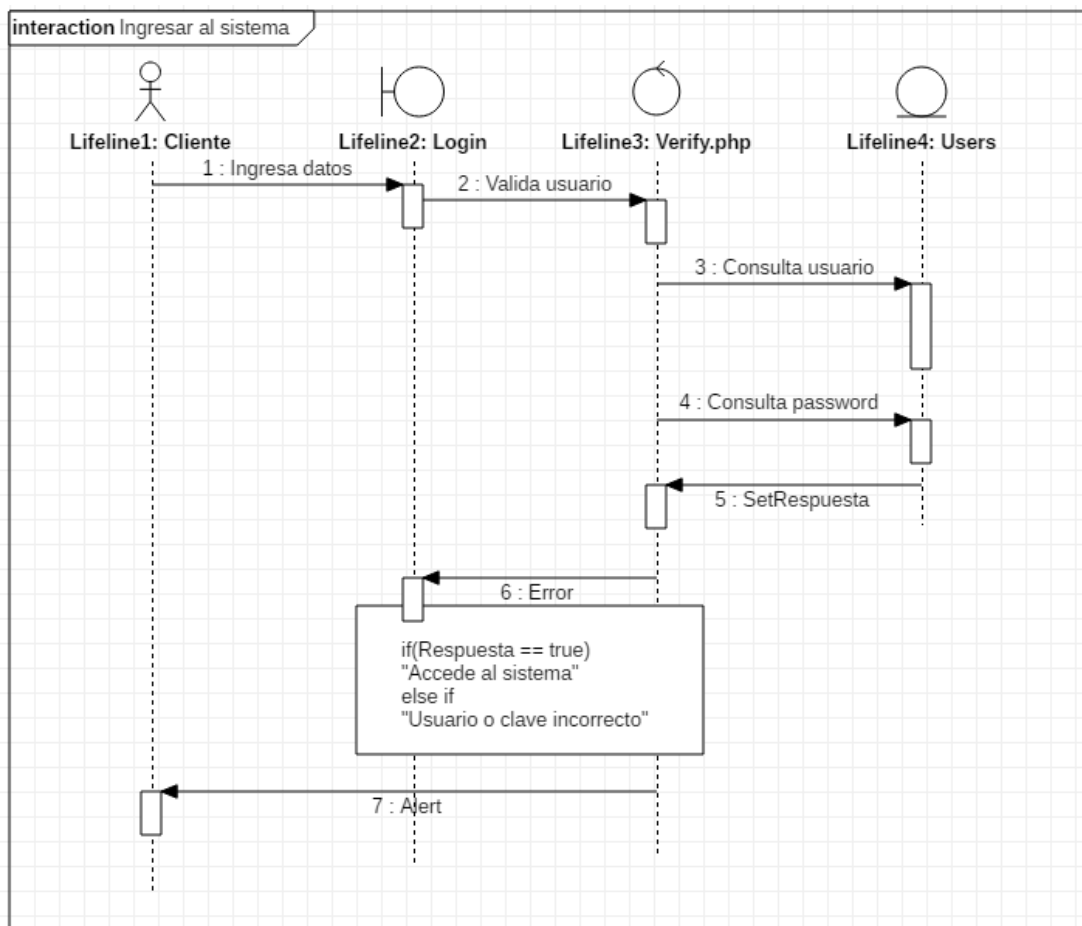 interaction Ingresar al sistema
Lifeline1: Cliente
Lifeline2: Login
Lifeline3: Verify.php
Lifeline4: Users
1 : Ingresa datos
2 : Valida usuario
3 : Consulta usuario
4 : Consulta password
5 : SetRespuesta
6 : Error
if(Respuesta == true)
"Accede al sistema"
else if
"Usuario o clave incorrecto"
7 : Alert